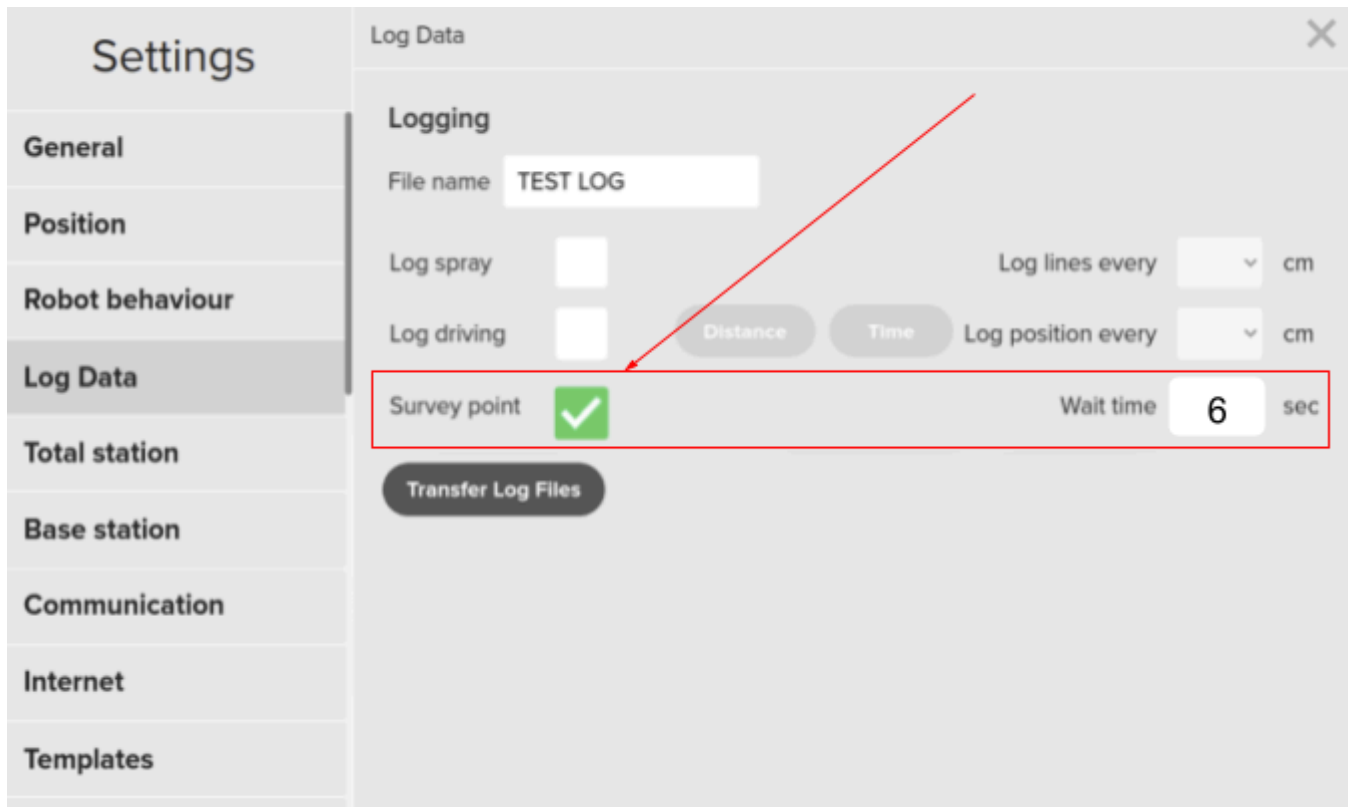 Settings
General
Position
Robot behaviour
Log Data
Total station
Base station
Communication
Internet
Templates
Log Data
Logging
File name TEST LOG
Log spray Log lines every cm
Log driving Distance Time Log position every cm
Survey point Wait time 6 sec
Transfer Log Files